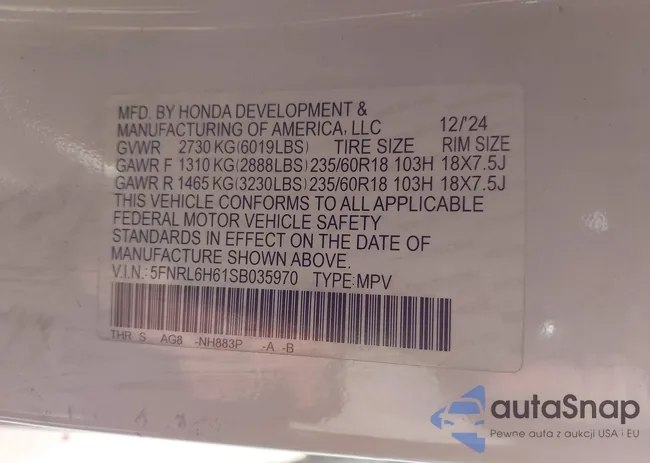 MFD. BY HONDA DEVELOPMENT &
MANUFACTURING OF AMERICA, LLC 12/'24
GVWR 2730 KG(6019LBS) TIRE SIZE RIM SIZE
GAWR F 1310 KG(2888LBS) 235/60R18 103H 18X7.5J
GAWR R 1465 KG(3230LBS) 235/60R18 103H 18X7.5J
THIS VEHICLE CONFORMS TO ALL APPLICABLE
FEDERAL MOTOR VEHICLE SAFETY
STANDARDS IN EFFECT ON THE DATE OF
MANUFACTURE SHOWN ABOVE.
V.I.N.:5FNRL6H61SB035970 TYPE:MPV
THR S AG8 -NH883P -A -B
autaSnap
Pewne auta z aukcji USA i EU